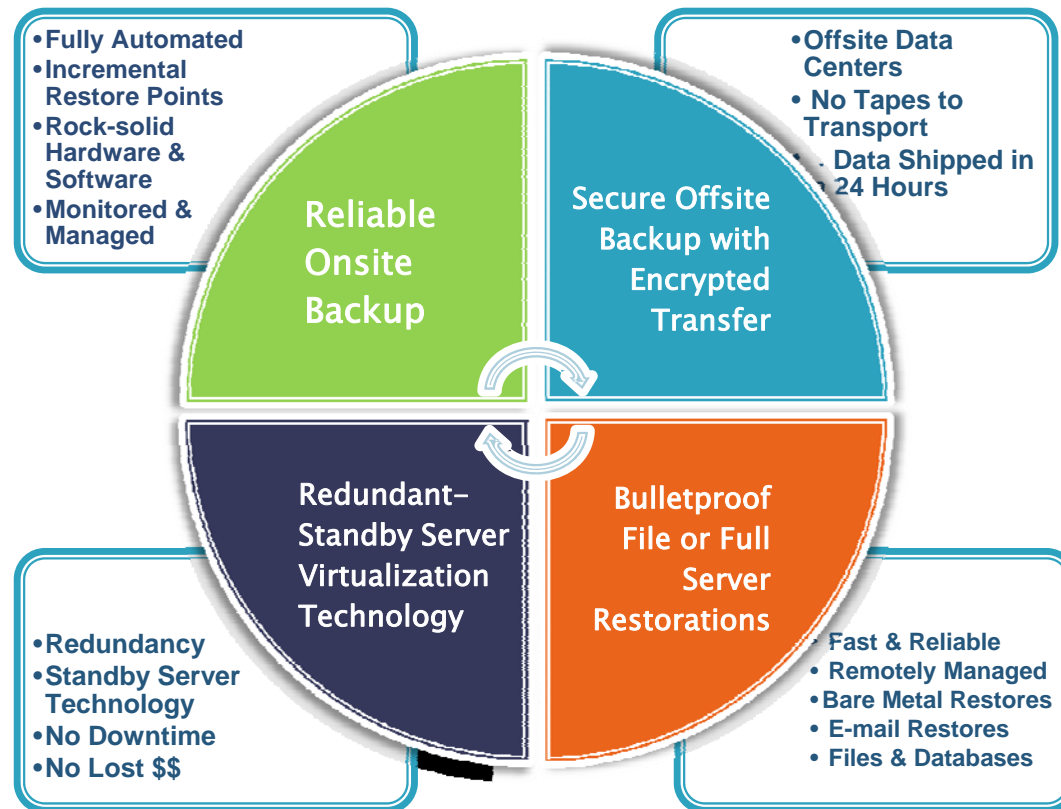 •Fully Automated
•Incremental
Restore Points
•Rock-solid
Hardware &
Software
•Monitored &
Managed
Reliable
Onsite
Backup
•Offsite Data
Centers
• No Tapes to
Transport
Data Shipped in
24 Hours
Secure Offsite
Backup with
Encrypted
Transfer
Redundant-
Standby Server
Virtualization
Technology
•Redundancy
•Standby Server
Technology
•No Downtime
•No Lost $$
Bulletproof
File or Full
Server
Restorations
• Fast & Reliable
• Remotely Managed
•Bare Metal Restores
• E-mail Restores
• Files & Databases